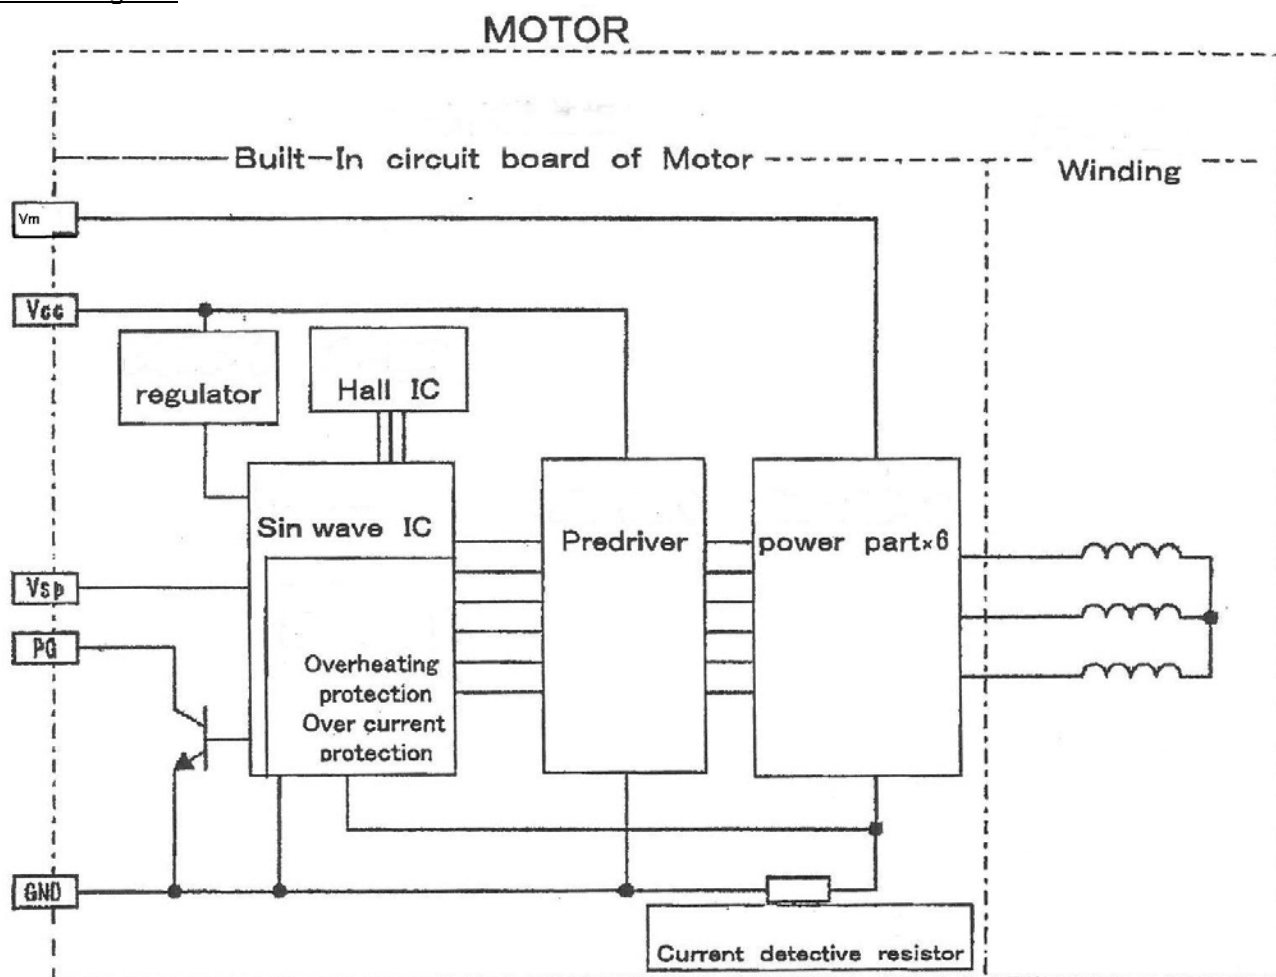 MOTOR
Built-In circuit board of Motor
Winding
Vm
Vcc
regulator
Hall IC
Sin wave IC
Predriver
power part×6
Vsp
PG
Overheating
protection
Over current
protection
GND
Current detective resistor